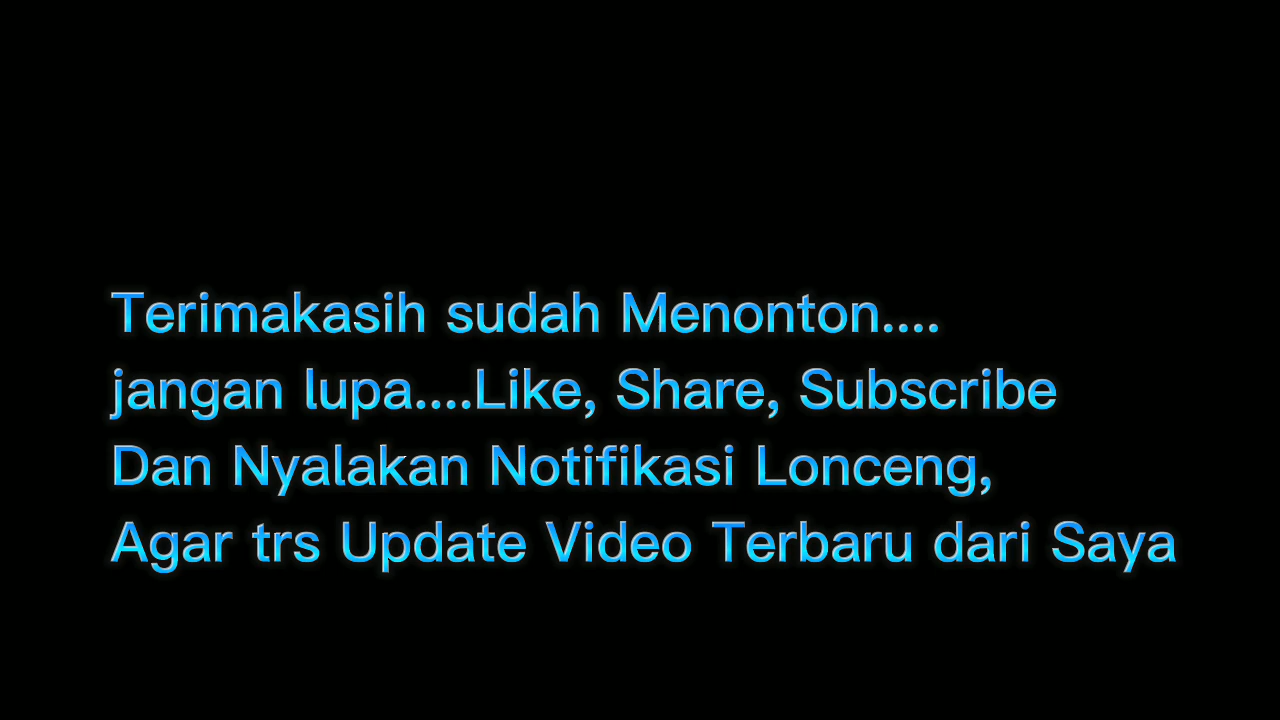 Terimakasih sudah Menonton....
jangan lupa....Like, Share, Subscribe
Dan Nyalakan Notifikasi Lonceng,
Agar trs Update Video Terbaru dari Saya